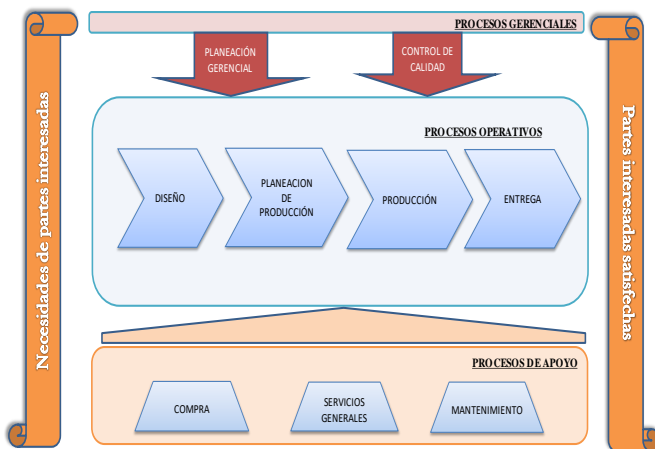 PROCESOS GERENCIALES
PLANEACIÓN
GERENCIAL
CONTROL DE
CALIDAD
Necesidades de partes interesadas
PROCESOS OPERATIVOS
DISEÑO
PLANEACION
DE
PRODUCCIÓN
PRODUCCIÓN
ENTREGA
Partes interesadas satisfechas
PROCESOS DE APOYO
COMPRA
SERVICIOS
GENERALES
MANTENIMIENTO